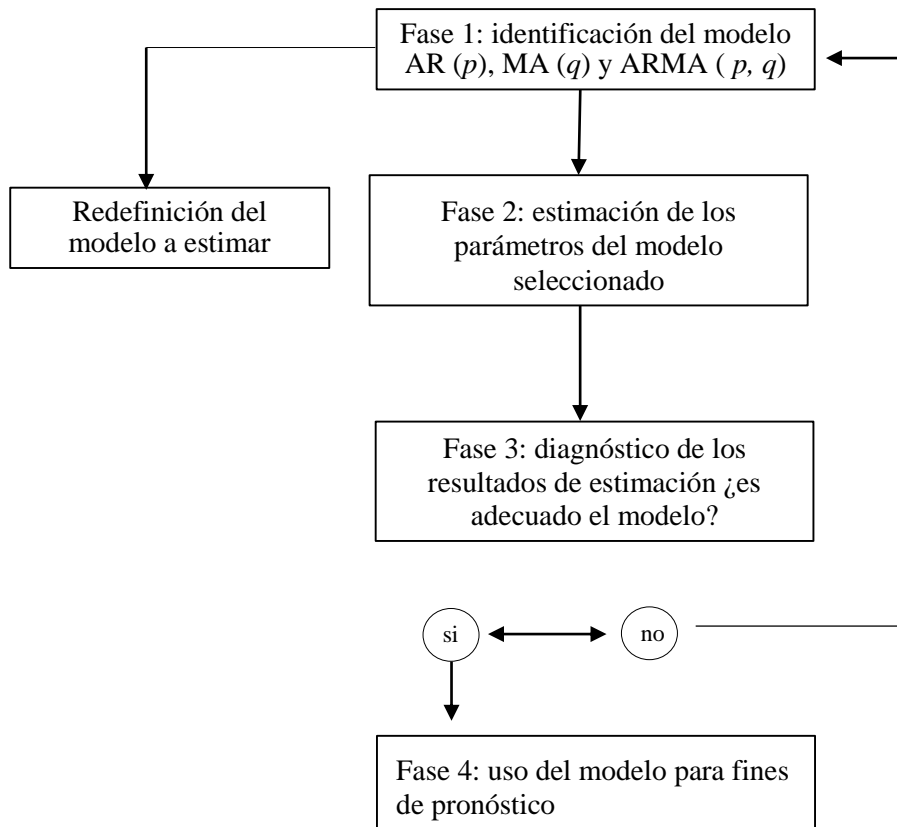 Fase 1: identificación del modelo
AR (p), MA (q) y ARMA ( p, q)
Redefinición del
modelo a estimar
Fase 2: estimación de los
parámetros del modelo
seleccionado
Fase 3: diagnóstico de los
resultados de estimación ¿es
adecuado el modelo?
si
no
Fase 4: uso del modelo para fines
de pronóstico